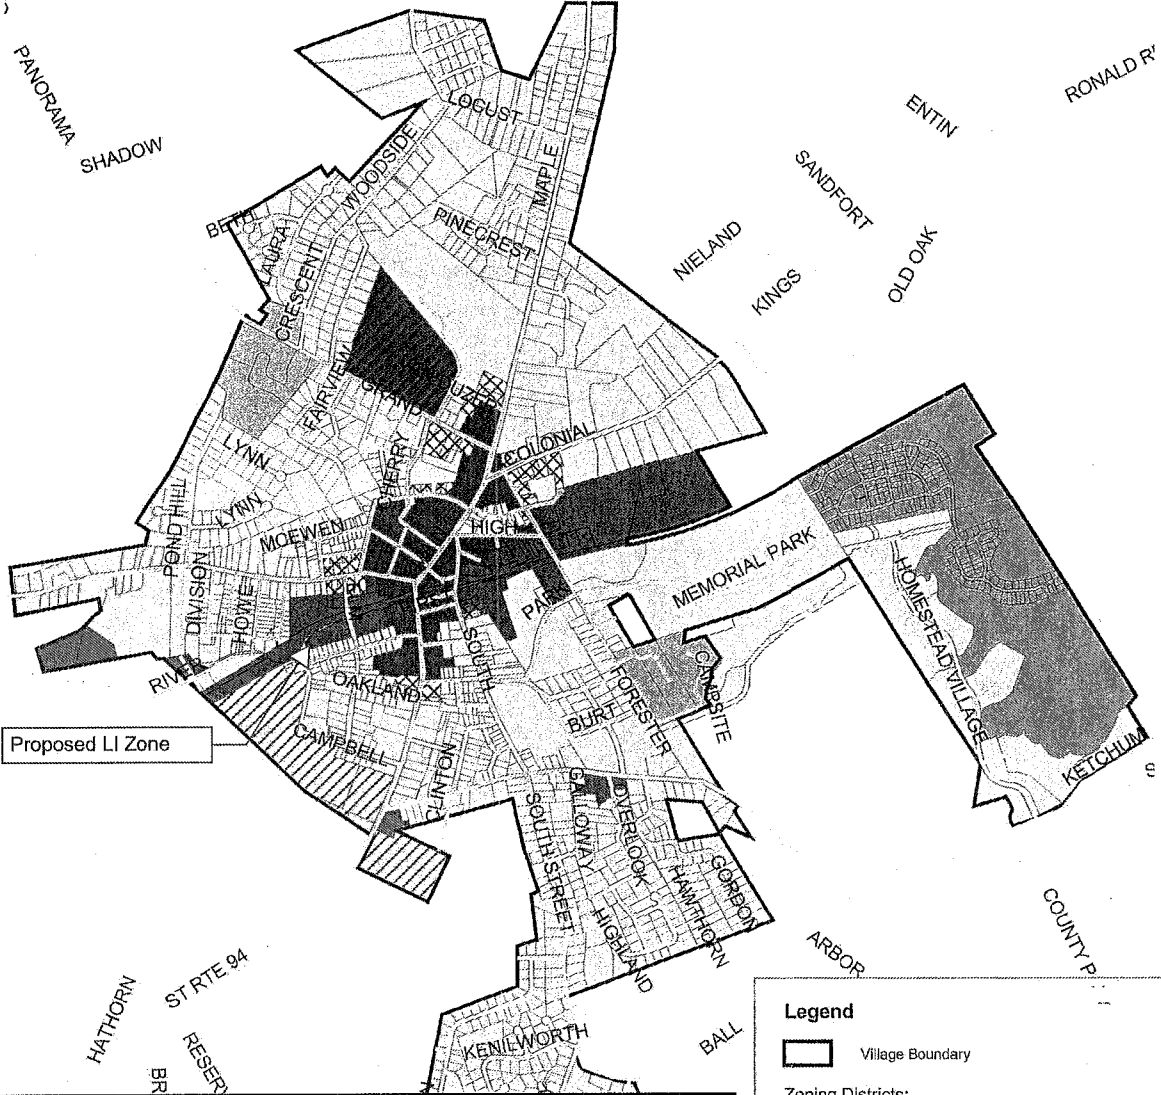 PANORAMA
SHADOW
ENTIN
SANDFORT
NIELAND
KINGS
OLD OAK
LOCUST
WOODSIDE
MAPLE
PINECREST
BETH
LAURA
CRESCENT
FAIRVIEW
GRAND
COLONIAL
CHERRY
LYNN
LYNN
MOEWEN
HIGH
POND HILL
DIVISION
HOWE
RIVER
PARK
SOUTH
MEMORIAL PARK
HOMESTEAD VILLAGE
KETCHUM
CAMPSITE
FORESTER
BURT
OAKLAND
CAMPBELL
CLINTON
Proposed LI Zone
GALLOWAY
OVERLOOK
SOUTH STREET
HAWTHORN
GORDON
HIGHLAND
ARBOR
COUNTY
ST RTE 94
HATHORN
KENILWORTH
BALL
Legend
Village Boundary
Zoning Districts: